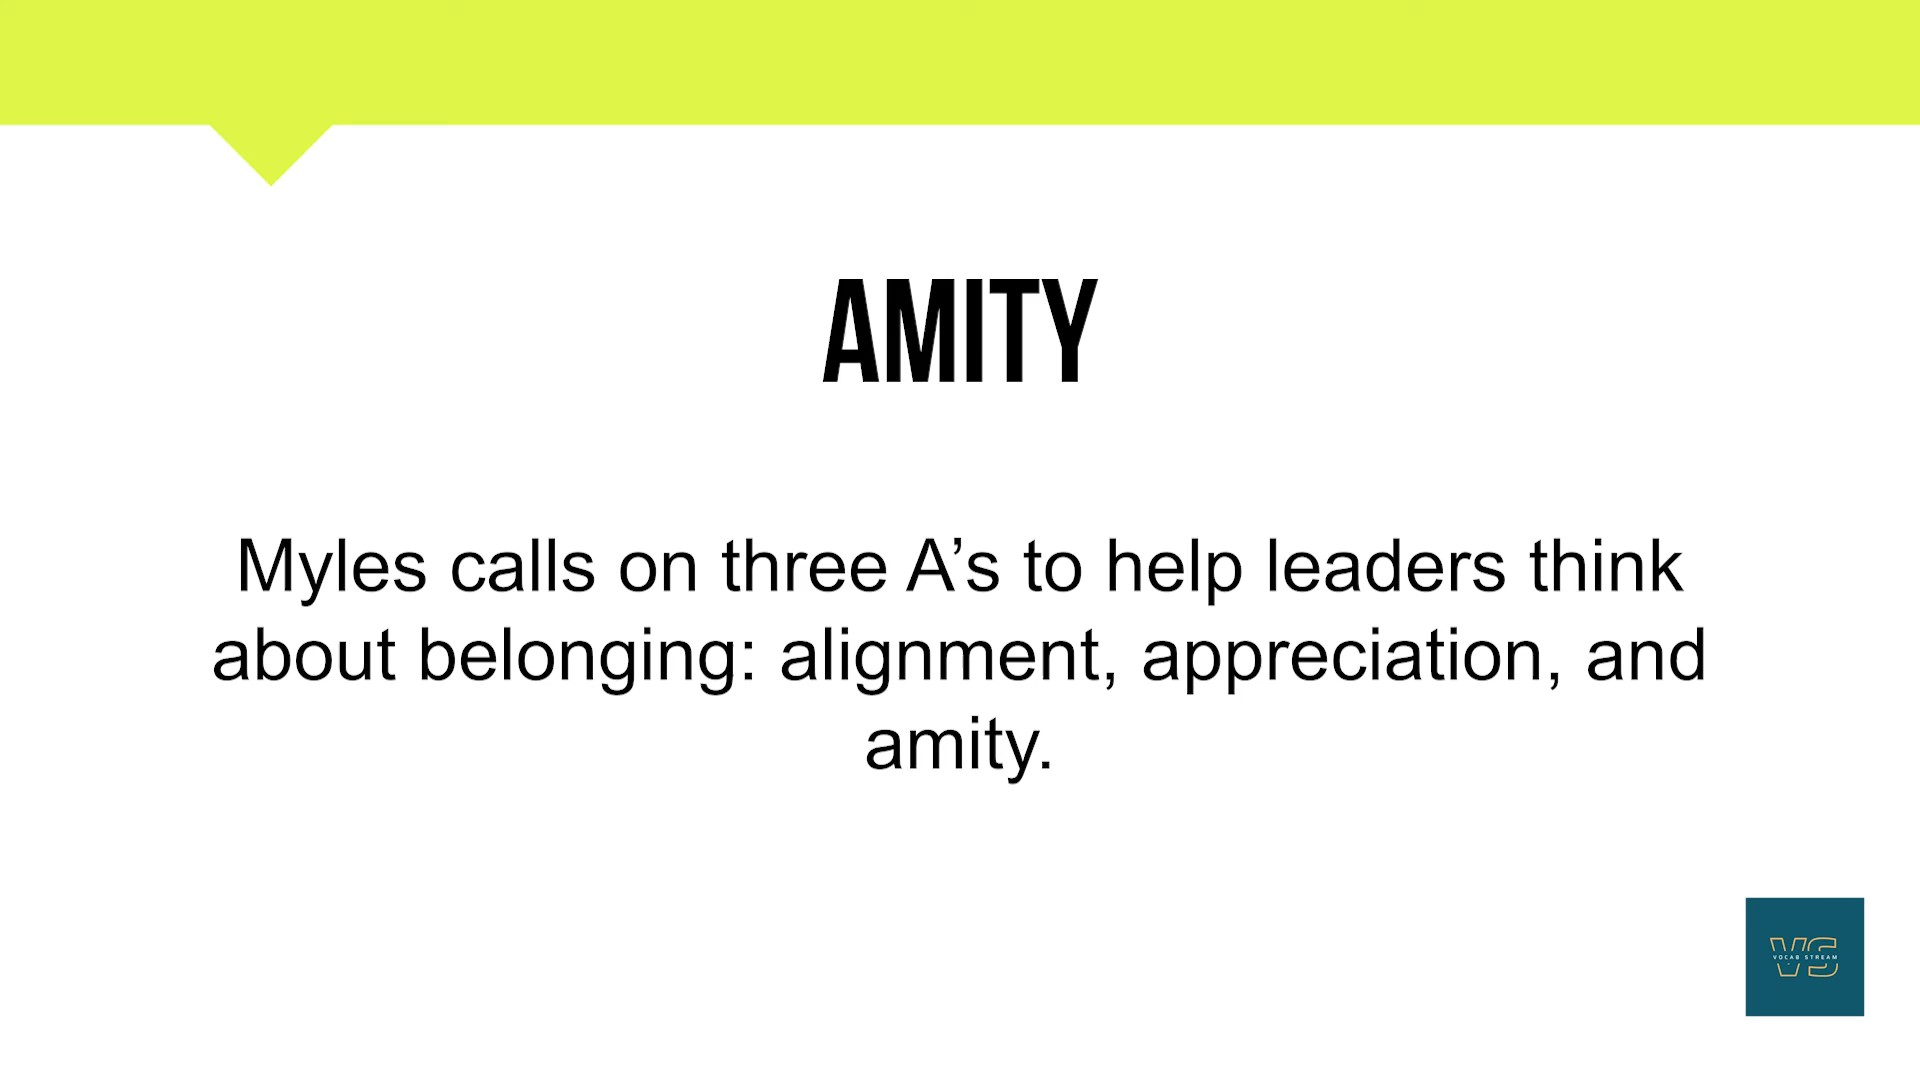 AMITY
Myles calls on three A’s to help leaders think
about belonging: alignment, appreciation, and
amity.
VS
VOCAB STREAM